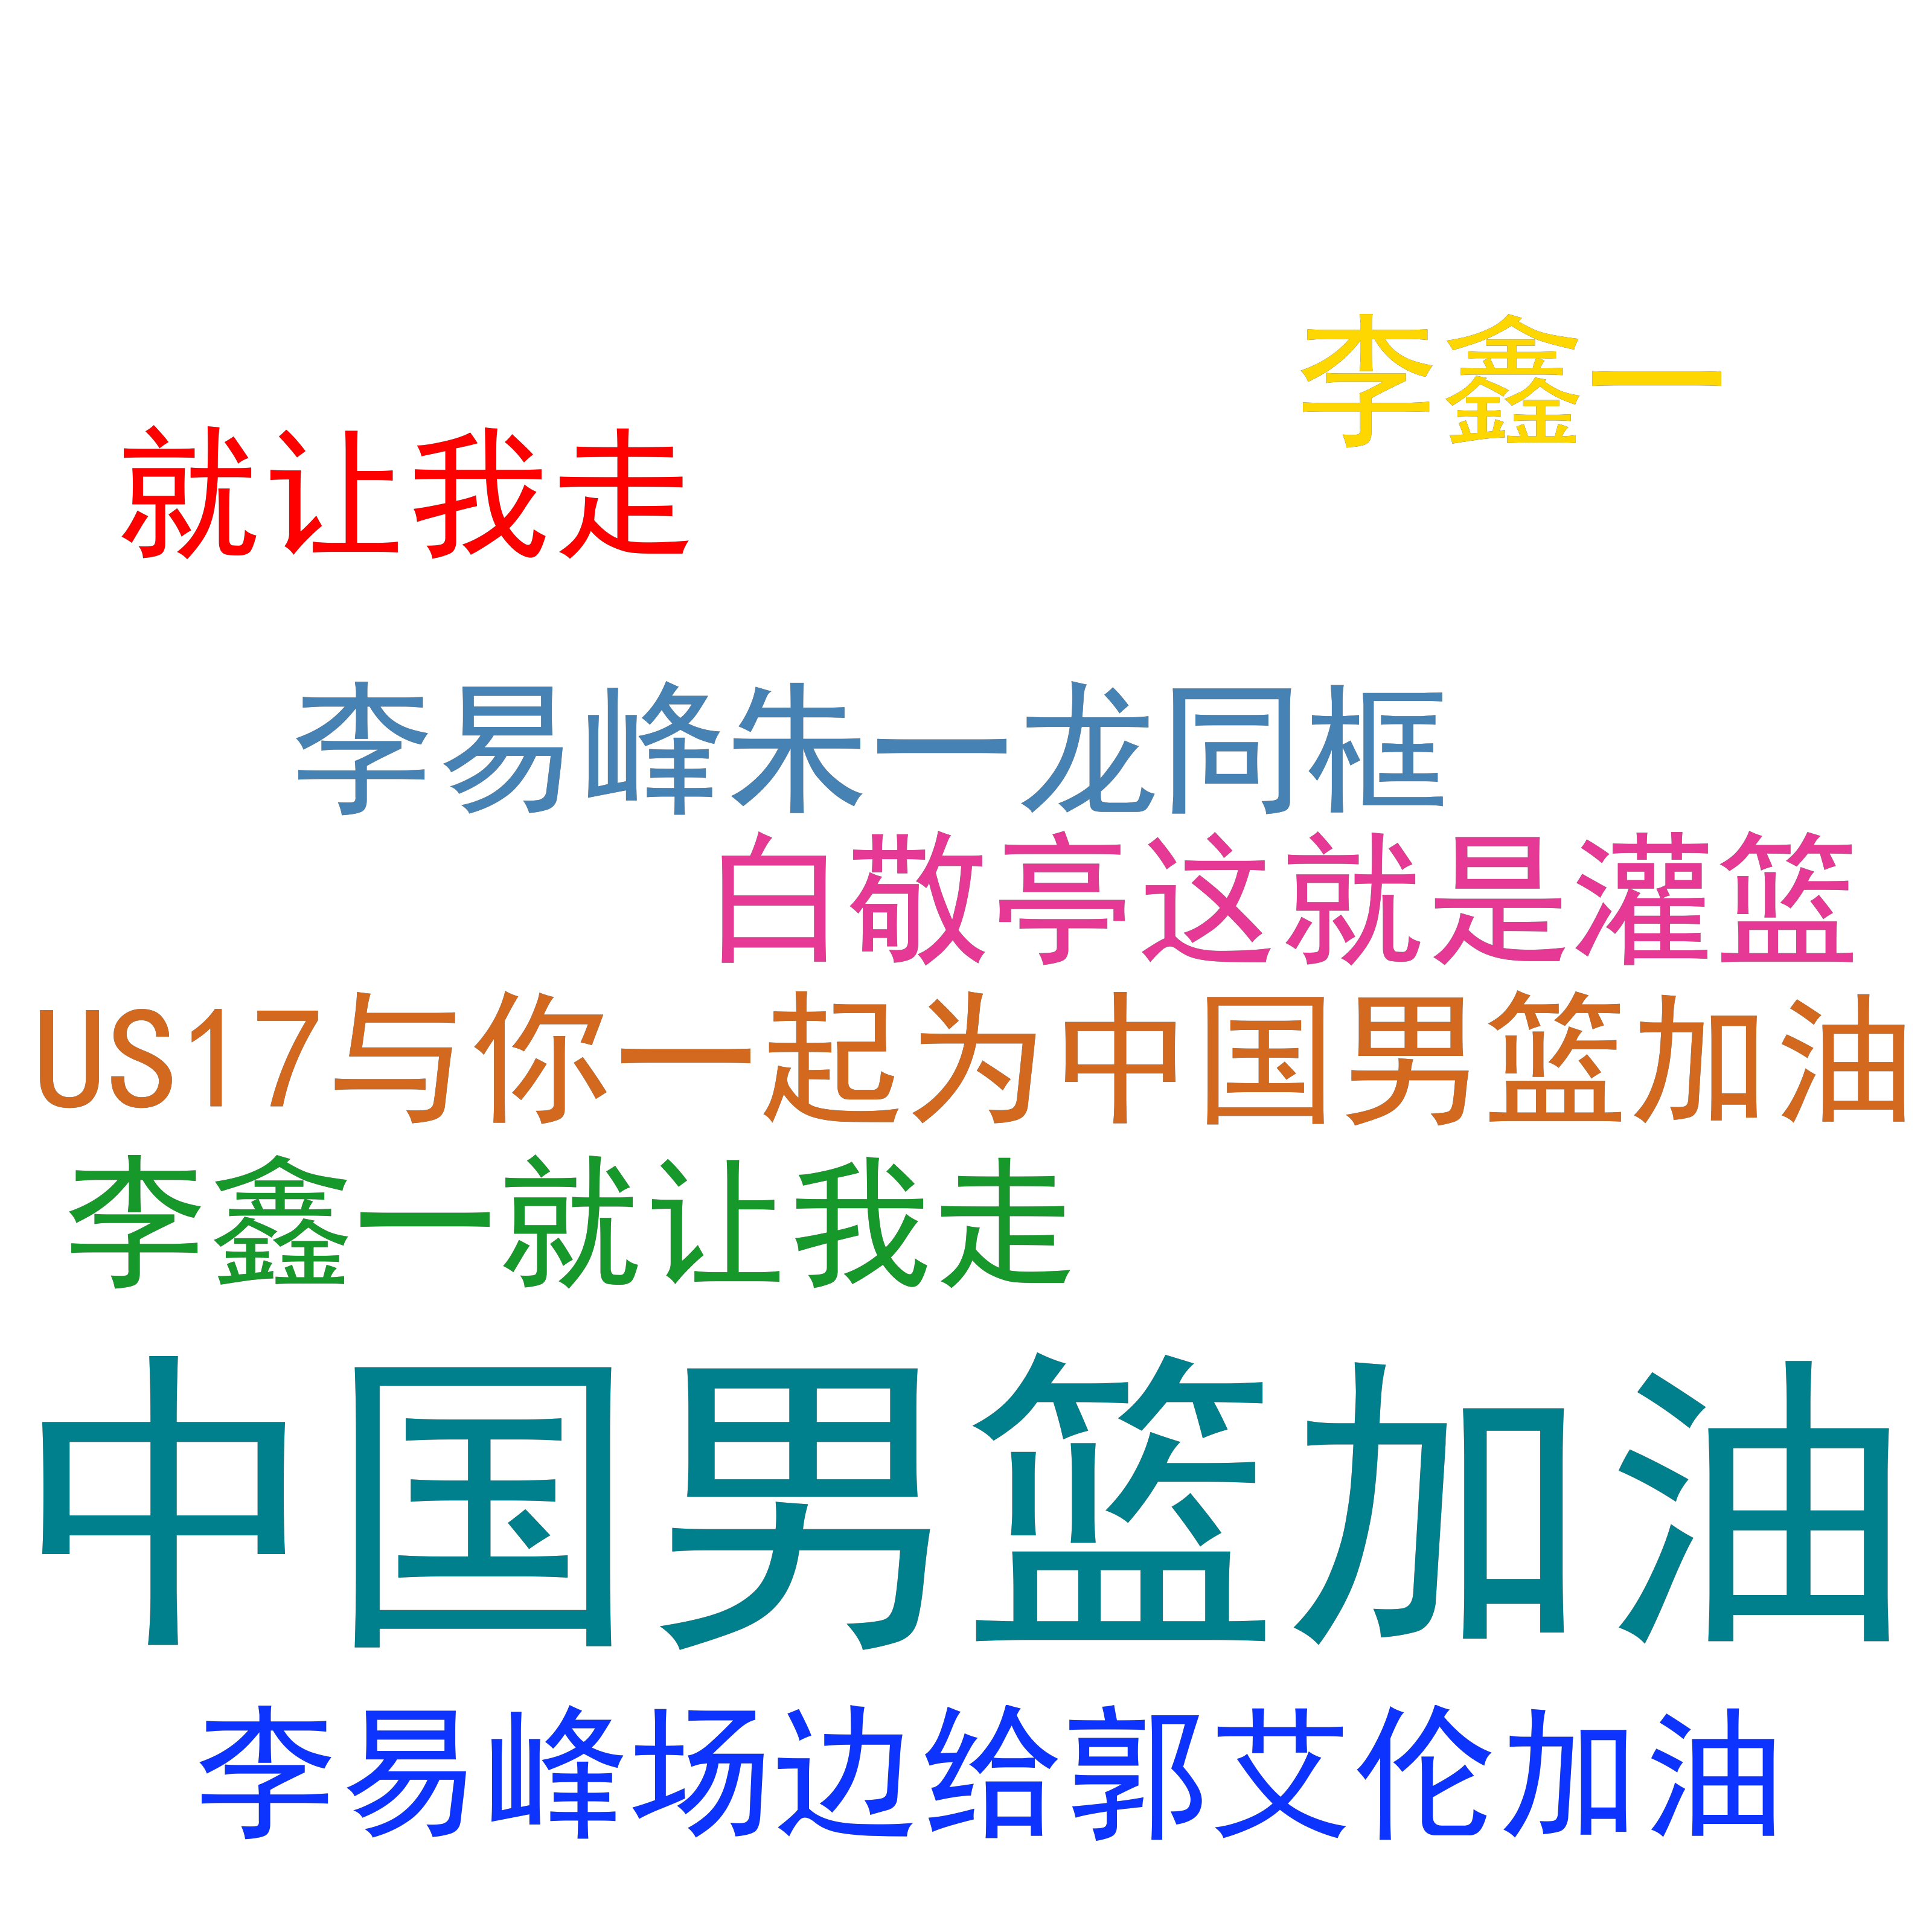 李鑫一
就让我走
李易峰朱一龙同框
白敬亭这就是灌篮
US17与你一起为中国男篮加油
李鑫一就让我走
中国男篮加油
李易峰场边给郭艾伦加油